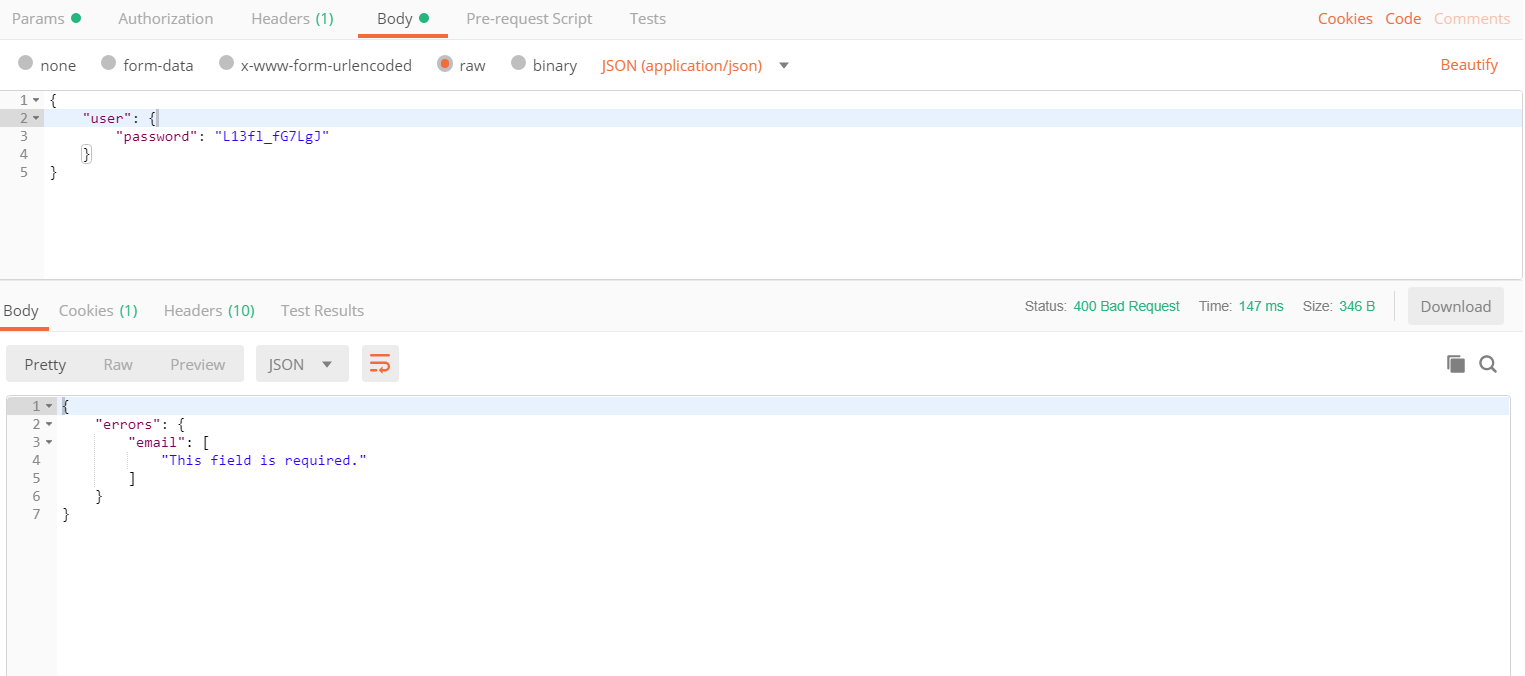 Params Authorization Headers (1) Body Pre-request Script Tests Cookies Code Comments
none form-data x-www-form-urlencoded raw binary JSON (application/json) Beautify
1 {
2 "user": {
3 "password": "L13fl_fG7LgJ"
4 }
5 }
Body Cookies (1) Headers (10) Test Results Status: 400 Bad Request Time: 147 ms Size: 346 B Download
Pretty Raw Preview JSON
1 {
2 "errors": {
3 "email": [
4 "This field is required."
5 ]
6 }
7 }